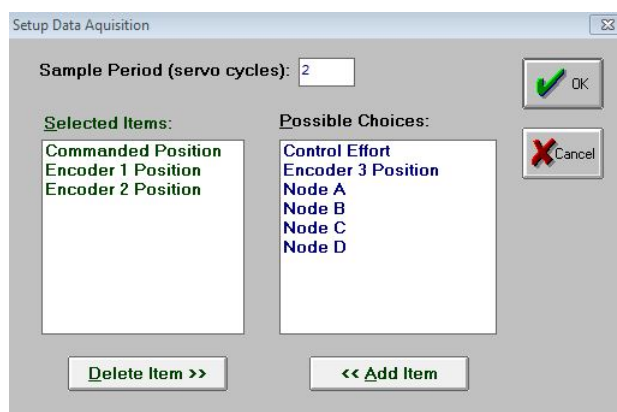 Setup Data Aquisition
Sample Period (servo cycles): 2
OK
Selected Items:
Commanded Position
Encoder 1 Position
Encoder 2 Position
Possible Choices:
Control Effort
Encoder 3 Position
Node A
Node B
Node C
Node D
Cancel
Delete Item >>
<< Add Item